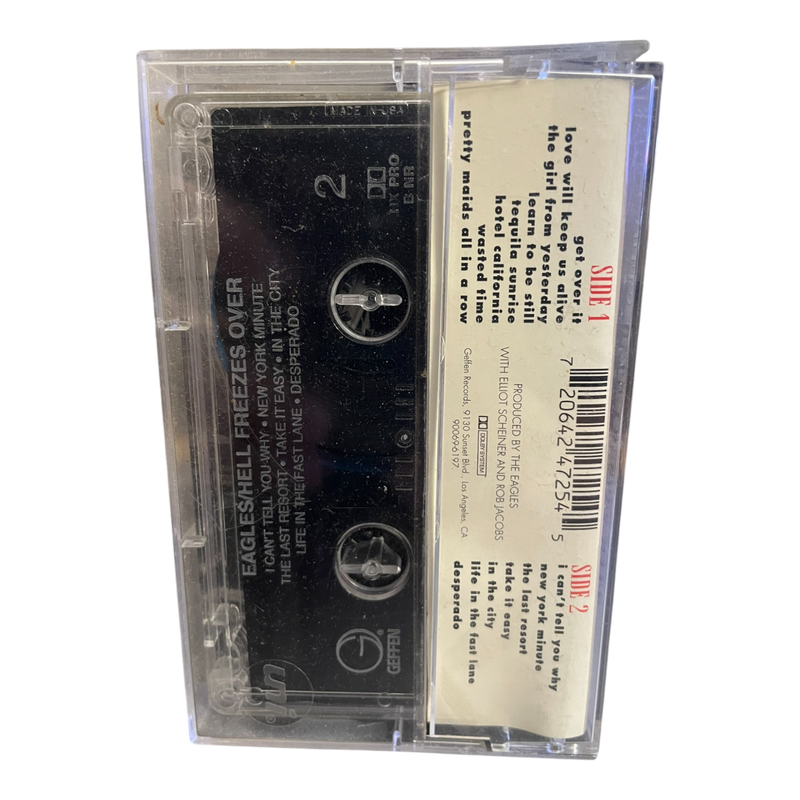 MADE IN USA
2
HX PRO
B NR
EAGLES/HELL FREEZES OVER
I CAN'T TELL YOU WHY • NEW YORK MINUTE
THE LAST RESORT • TAKE IT EASY • IN THE CITY
LIFE IN THE FAST LANE • DESPERADO
GEFFEN
SIDE 1
get over it
love will keep us alive
the girl from yesterday
learn to be still
tequila sunrise
hotel california
wasted time
pretty maids all in a row
7 20642 47254 5
PRODUCED BY THE EAGLES
WITH ELLIOT SCHEINER AND ROB JACOBS
DOLBY SYSTEM
Geffen Records, 9130 Sunset Blvd., Los Angeles, CA
90069-6197
SIDE 2
i can't tell you why
new york minute
the last resort
take it easy
in the city
life in the fast lane
desperado